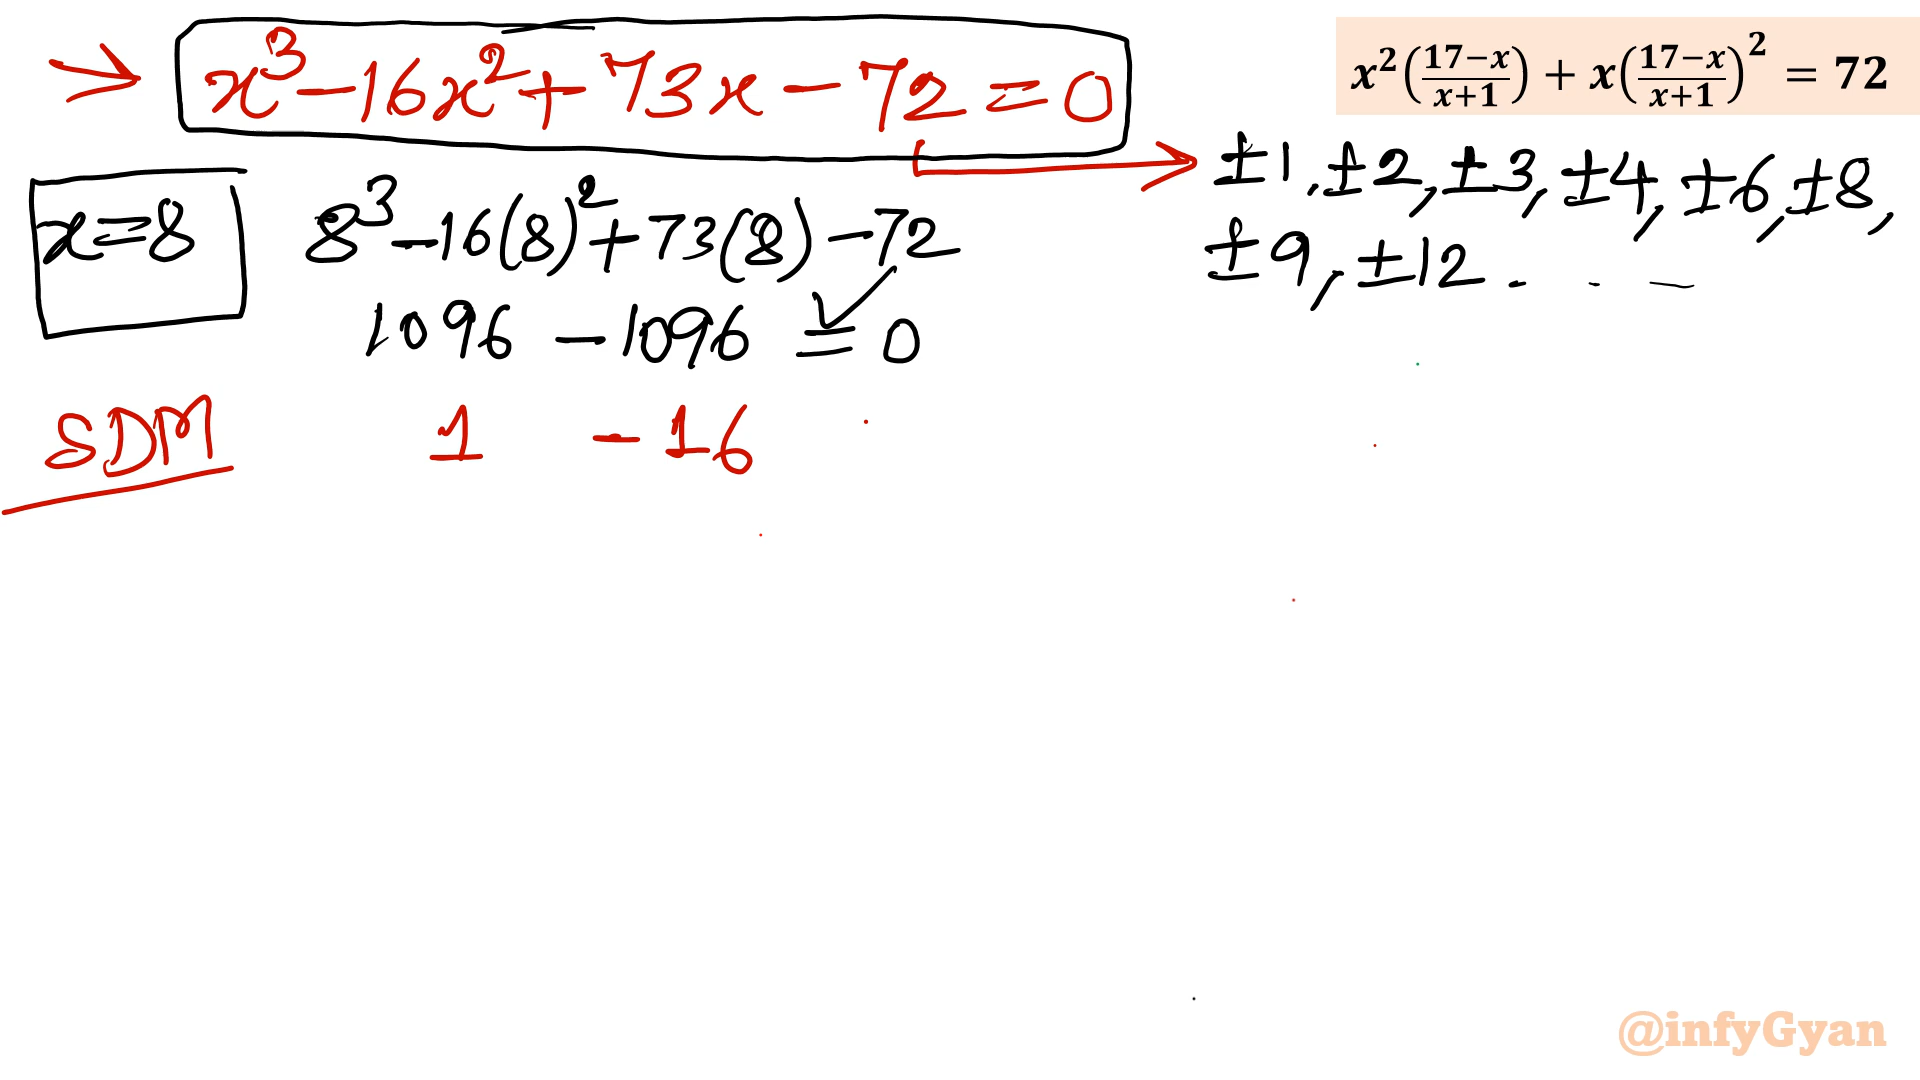 x³ − 16x² + 73x − 72 = 0
x²((17−x)/(x+1)) + x((17−x)/(x+1))² = 72
±1, ±2, ±3, ±4, ±6, ±8,
±9, ±12 . . —
x = 8
8³ − 16(8)² + 73(8) − 72
1096 − 1096 = 0
SDM 1 − 16
@infyGyan